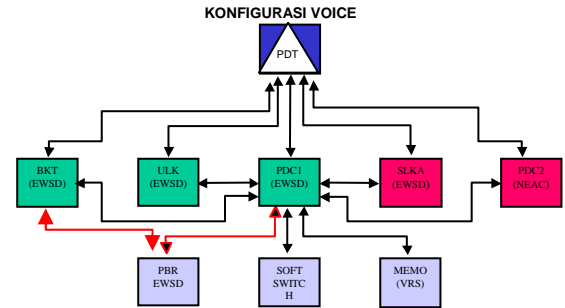 KONFIGURASI VOICE
PDT
BKT
(EWSD)
ULK
(EWSD)
PDC1
(EWSD)
SLKA
(EWSD)
PDC2
(NEAC)
PBR
EWSD
SOFT
SWITC
H
MEMO
(VRS)